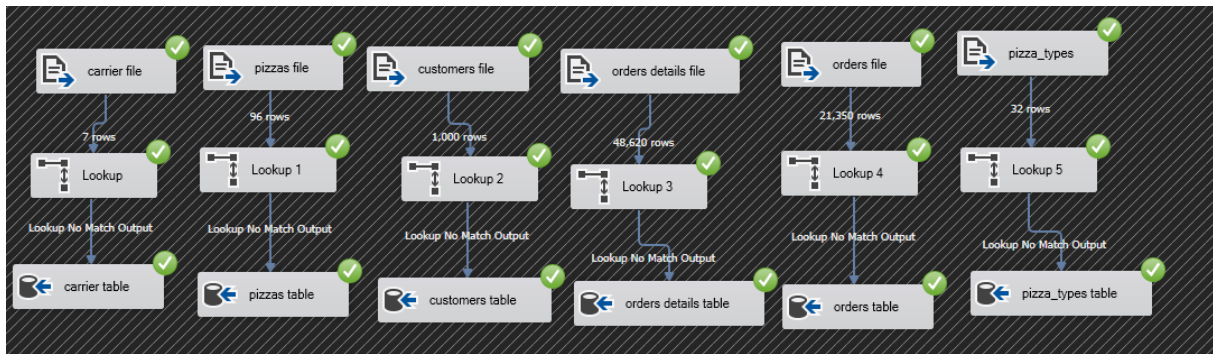 carrier file
pizzas file
customers file
orders details file
orders file
pizza_types
7 rows
96 rows
1,000 rows
48,620 rows
21,350 rows
32 rows
Lookup
Lookup 1
Lookup 2
Lookup 3
Lookup 4
Lookup 5
Lookup No Match Output
Lookup No Match Output
Lookup No Match Output
Lookup No Match Output
Lookup No Match Output
Lookup No Match Output
carrier table
pizzas table
customers table
orders details table
orders table
pizza_types table